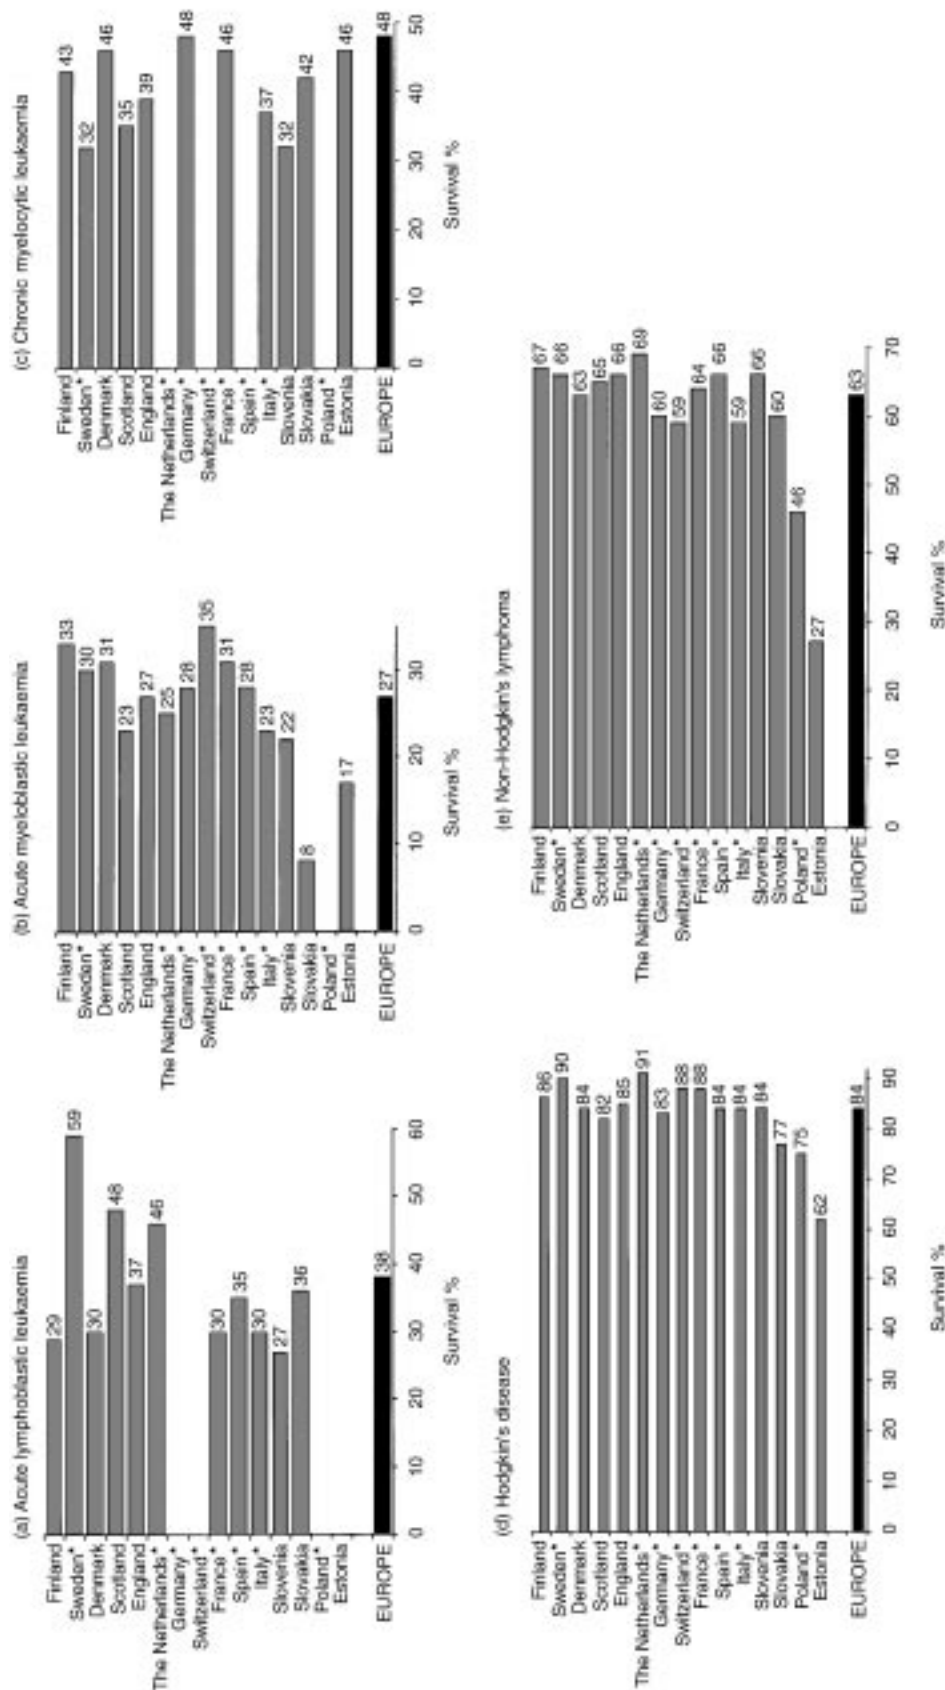 (a) Acute lymphoblastic leukaemia
Finland 29
Sweden* 59
Denmark 30
Scotland 48
England 37
The Netherlands* 46
Germany*
Switzerland*
France* 30
Spain* 35
Italy* 30
Slovenia 27
Slovakia 36
Poland*
Estonia
EUROPE 38
0 10 20 30 40 50 60
Survival %
(b) Acute myeloblastic leukaemia
Finland 33
Sweden* 30
Denmark 31
Scotland 23
England 27
The Netherlands* 25
Germany* 28
Switzerland* 35
France* 31
Spain* 28
Italy* 23
Slovenia 22
Slovakia 8
Poland*
Estonia 17
EUROPE 27
0 10 20 30
Survival %
(c) Chronic myelocytic leukaemia
Finland 43
Sweden* 32
Denmark 46
Scotland 35
England 39
The Netherlands*
Germany* 48
Switzerland*
France* 46
Spain*
Italy* 37
Slovenia 32
Slovakia 42
Poland*
Estonia 46
EUROPE 48
0 10 20 30 40 50
Survival %
(d) Hodgkin's disease
Finland 86
Sweden* 90
Denmark 84
Scotland 82
England 85
The Netherlands* 91
Germany* 83
Switzerland* 88
France* 88
Spain* 84
Italy* 84
Slovenia 84
Slovakia 77
Poland* 75
Estonia 62
EUROPE 84
0 10 20 30 40 50 60 70 80 90
Survival %
(e) Non-Hodgkin's lymphoma
Finland 67
Sweden* 66
Denmark 63
Scotland 65
England 66
The Netherlands* 69
Germany* 60
Switzerland* 59
France* 64
Spain* 66
Italy* 59
Slovenia 66
Slovakia 60
Poland* 46
Estonia 27
EUROPE 63
0 10 20 30 40 50 60 70
Survival %